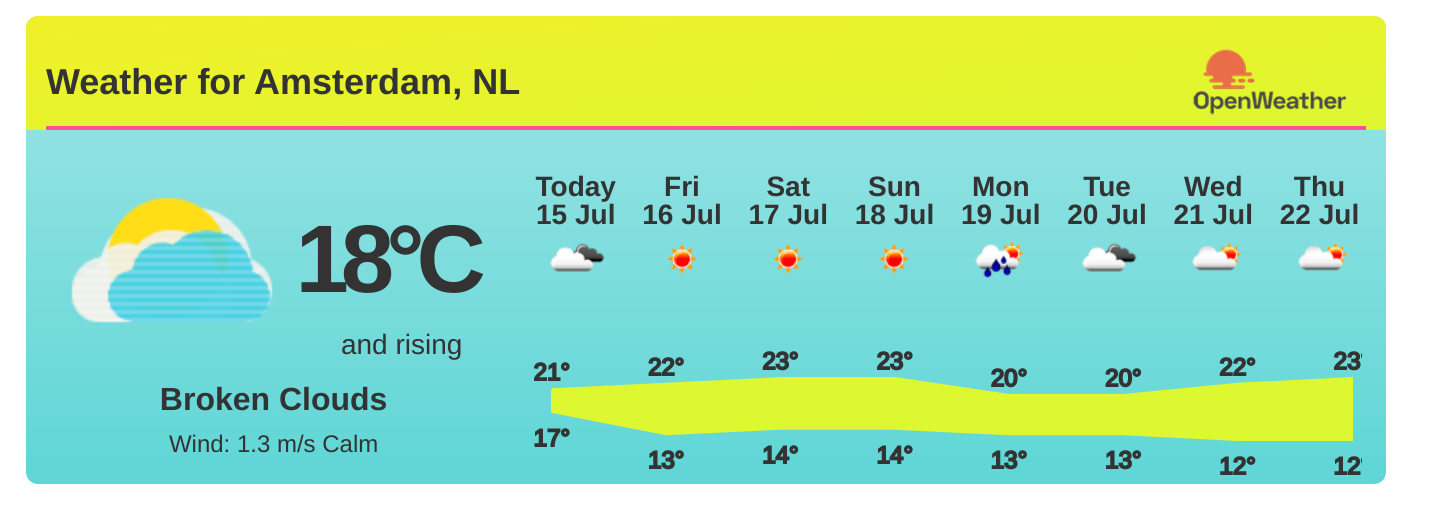 Weather for Amsterdam, NL
OpenWeather
Today Fri Sat Sun Mon Tue Wed Thu
15 Jul 16 Jul 17 Jul 18 Jul 19 Jul 20 Jul 21 Jul 22 Jul
18°C
and rising
21° 22° 23° 23° 20° 20° 22° 23°
Broken Clouds
Wind: 1.3 m/s Calm
17° 13° 14° 14° 13° 13° 12° 12°